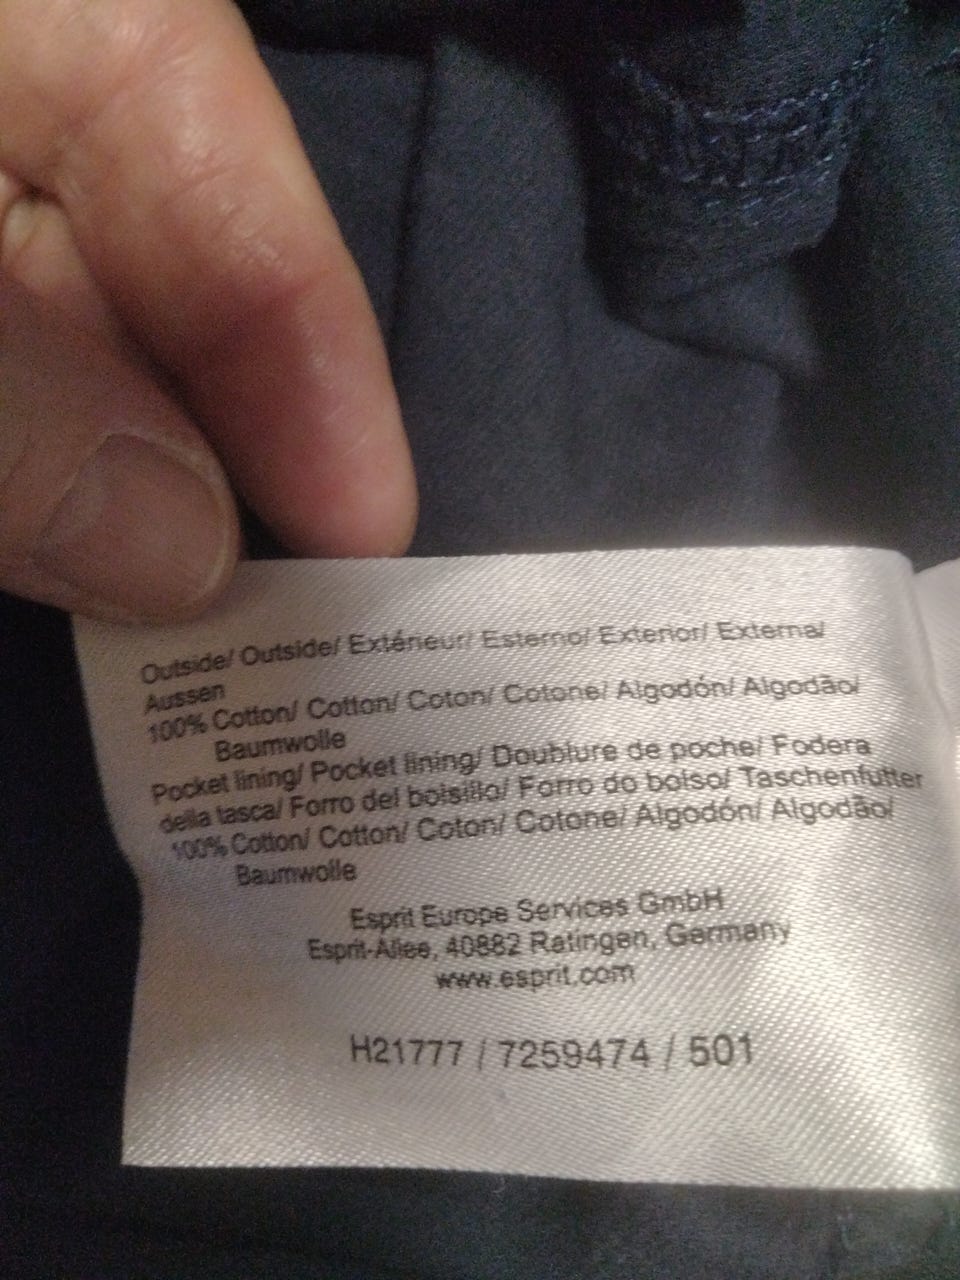 Outside/ Outside/ Extérieur/ Esterno/ Exterior/ External/
Aussen
100% Cotton/ Cotton/ Coton/ Cotone/ Algodón/ Algodão/
Baumwolle
Pocket lining/ Pocket lining/ Doublure de poche/ Fodera
della tasca/ Forro del bolsillo/ Forro do bolso/ Taschenfutter
100% Cotton/ Cotton/ Coton/ Cotone/ Algodón/ Algodão/
Baumwolle
Esprit Europe Services GmbH
Esprit-Allee, 40882 Ratingen, Germany
www.esprit.com
H21777 / 7259474 / 501